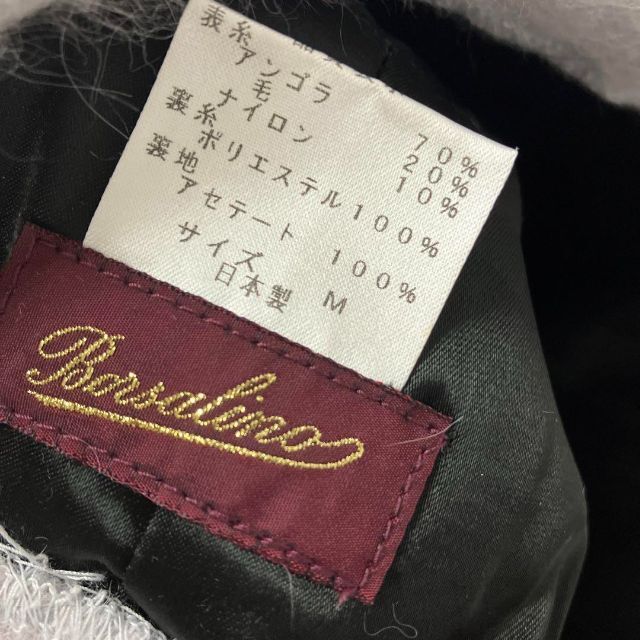 表糸
アンゴラ 70%
毛 20%
ナイロン 10%
裏糸
ポリエステル100%
裏地
アセテート 100%
サイズ M
日本製
Borsalino